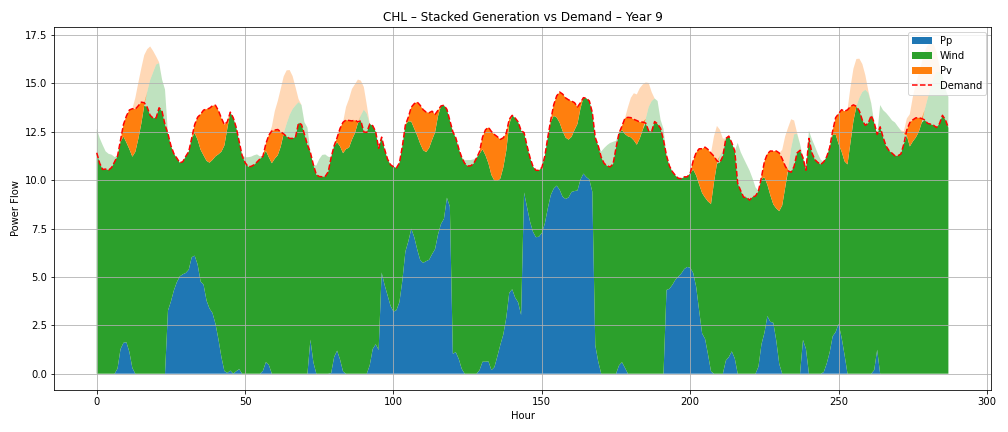 CHL – Stacked Generation vs Demand – Year 9
17.5
15.0
12.5
10.0
7.5
5.0
2.5
0.0
Power Flow
Pp
Wind
Pv
Demand
0
50
100
150
200
250
300
Hour